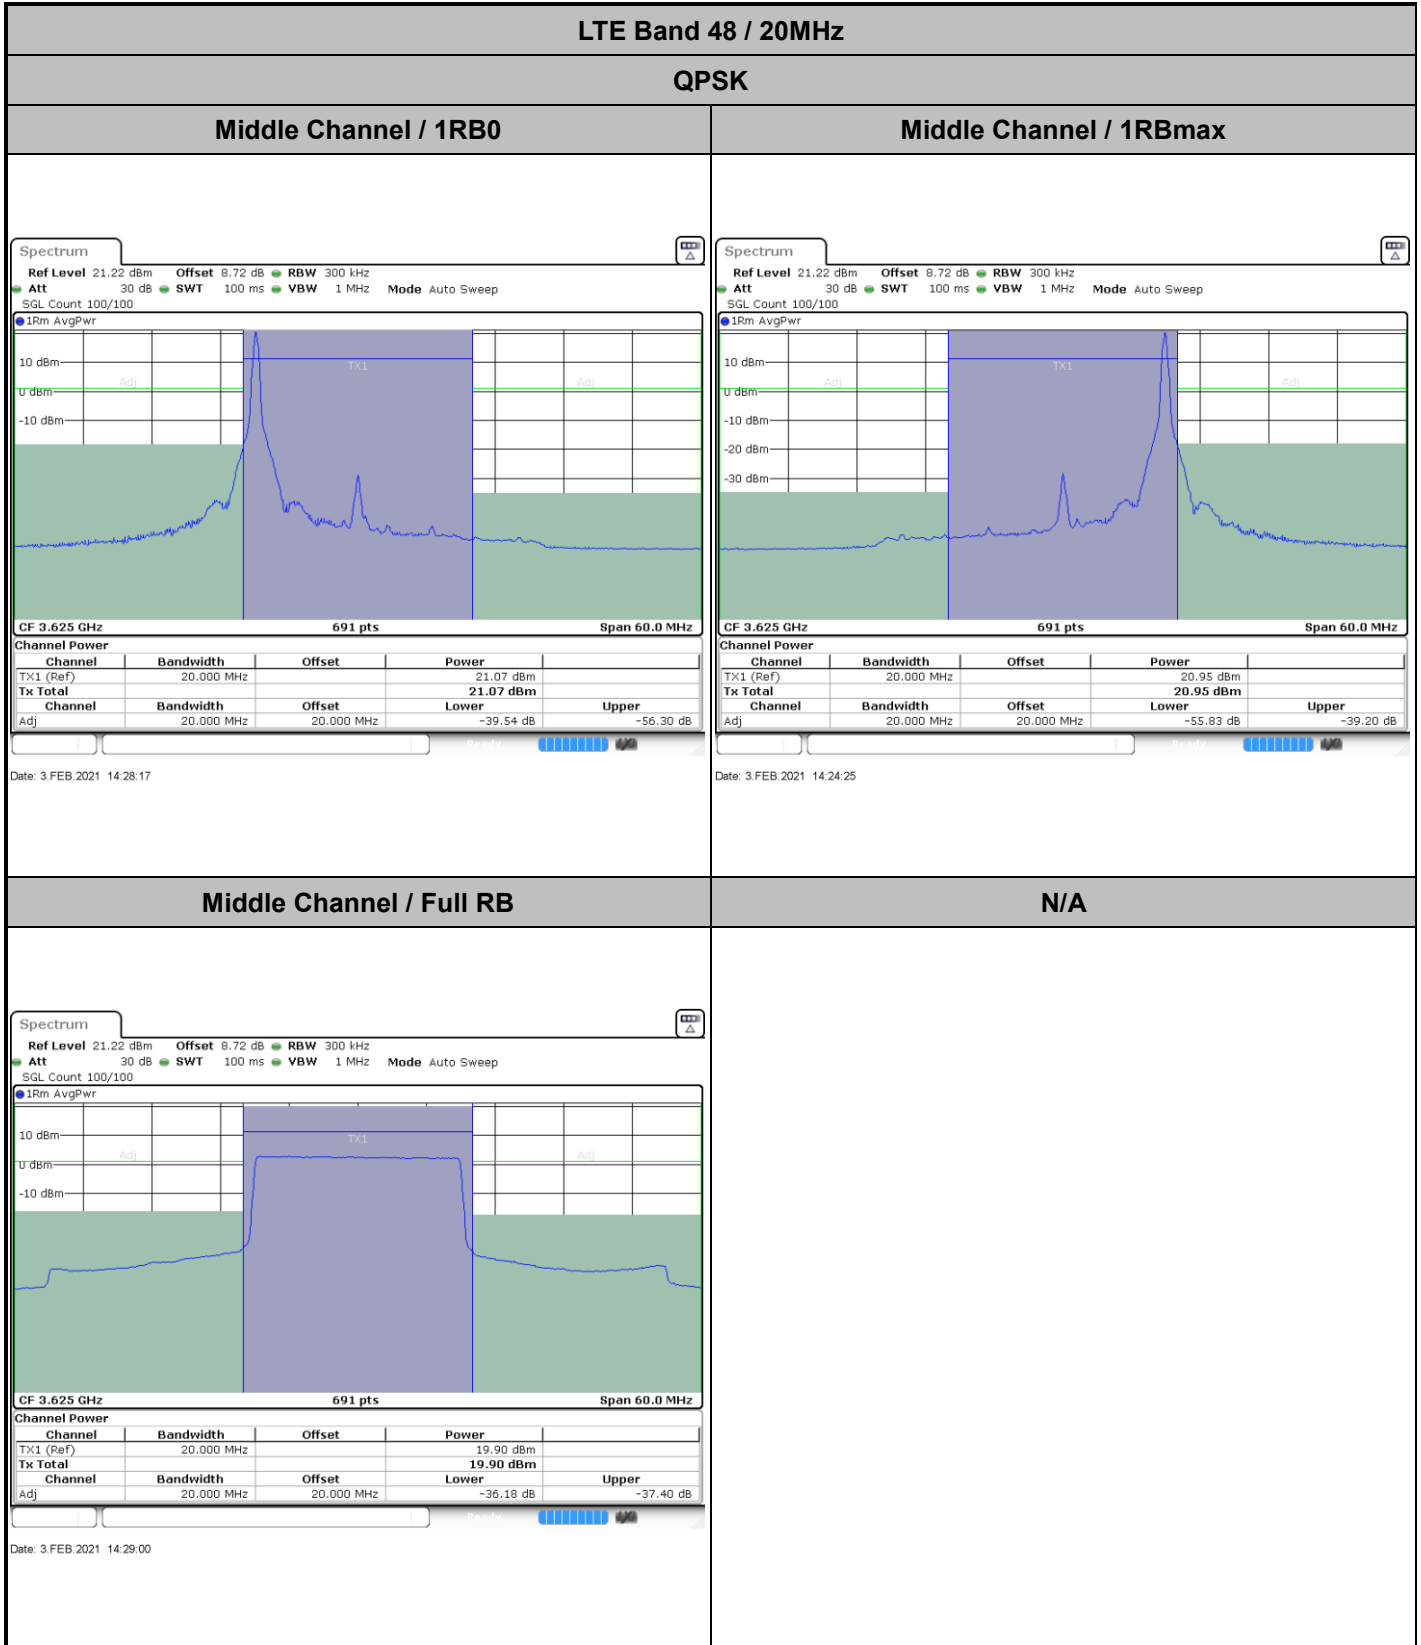 LTE Band 48 / 20MHz
QPSK
Middle Channel / 1RB0
Middle Channel / 1RBmax
Spectrum
Ref Level 21.22 dBm Offset 8.72 dB RBW 300 kHz
Att 30 dB SWT 100 ms VBW 1 MHz Mode Auto Sweep
SGL Count 100/100
1Rm AvgPwr
10 dBm
TX1
Adj
Adj
0 dBm
-10 dBm
CF 3.625 GHz 691 pts Span 60.0 MHz
Channel Power
Channel Bandwidth Offset Power
TX1 (Ref) 20.000 MHz 21.07 dBm
Tx Total 21.07 dBm
Channel Bandwidth Offset Lower Upper
Adj 20.000 MHz 20.000 MHz -39.54 dB -56.30 dB
Ready
Date: 3.FEB.2021 14:28:17
Spectrum
Ref Level 21.22 dBm Offset 8.72 dB RBW 300 kHz
Att 30 dB SWT 100 ms VBW 1 MHz Mode Auto Sweep
SGL Count 100/100
1Rm AvgPwr
10 dBm
TX1
Adj
Adj
0 dBm
-10 dBm
-20 dBm
-30 dBm
CF 3.625 GHz 691 pts Span 60.0 MHz
Channel Power
Channel Bandwidth Offset Power
TX1 (Ref) 20.000 MHz 20.95 dBm
Tx Total 20.95 dBm
Channel Bandwidth Offset Lower Upper
Adj 20.000 MHz 20.000 MHz -55.83 dB -39.20 dB
Ready
Date: 3.FEB.2021 14:24:25
Middle Channel / Full RB
N/A
Spectrum
Ref Level 21.22 dBm Offset 8.72 dB RBW 300 kHz
Att 30 dB SWT 100 ms VBW 1 MHz Mode Auto Sweep
SGL Count 100/100
1Rm AvgPwr
10 dBm
TX1
Adj
Adj
0 dBm
-10 dBm
CF 3.625 GHz 691 pts Span 60.0 MHz
Channel Power
Channel Bandwidth Offset Power
TX1 (Ref) 20.000 MHz 19.90 dBm
Tx Total 19.90 dBm
Channel Bandwidth Offset Lower Upper
Adj 20.000 MHz 20.000 MHz -36.18 dB -37.40 dB
Ready
Date: 3.FEB.2021 14:29:00